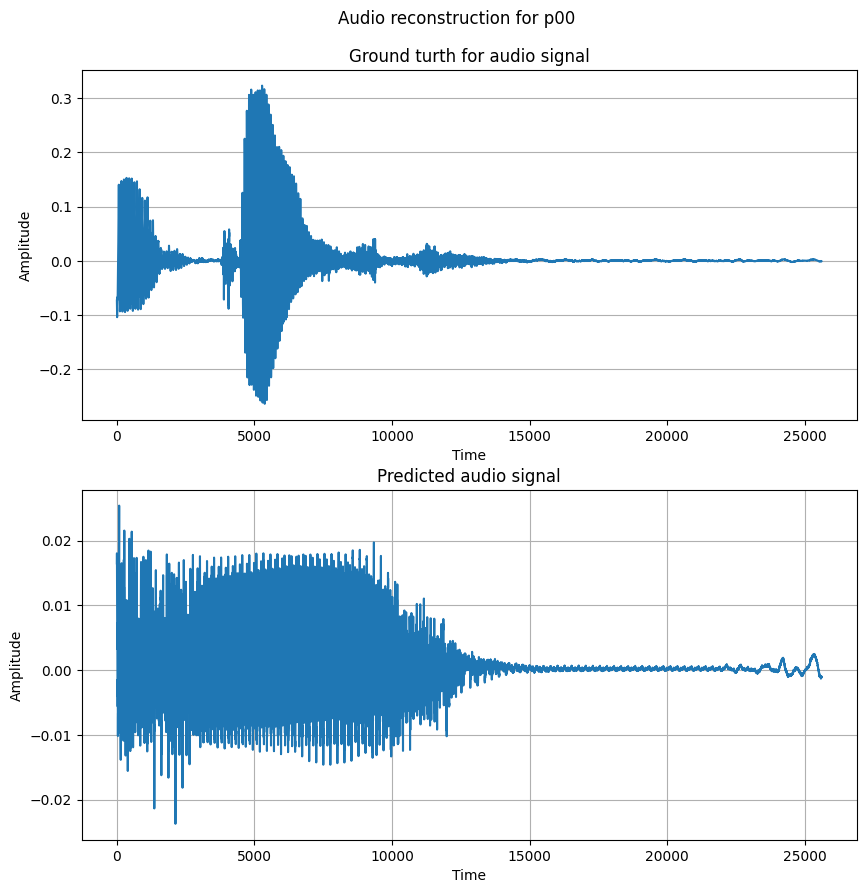 Audio reconstruction for p00
Ground turth for audio signal
0.3
0.2
0.1
0.0
−0.1
−0.2
Amplitude
0 5000 10000 15000 20000 25000
Time
Predicted audio signal
0.02
0.01
0.00
−0.01
−0.02
Amplitude
0 5000 10000 15000 20000 25000
Time